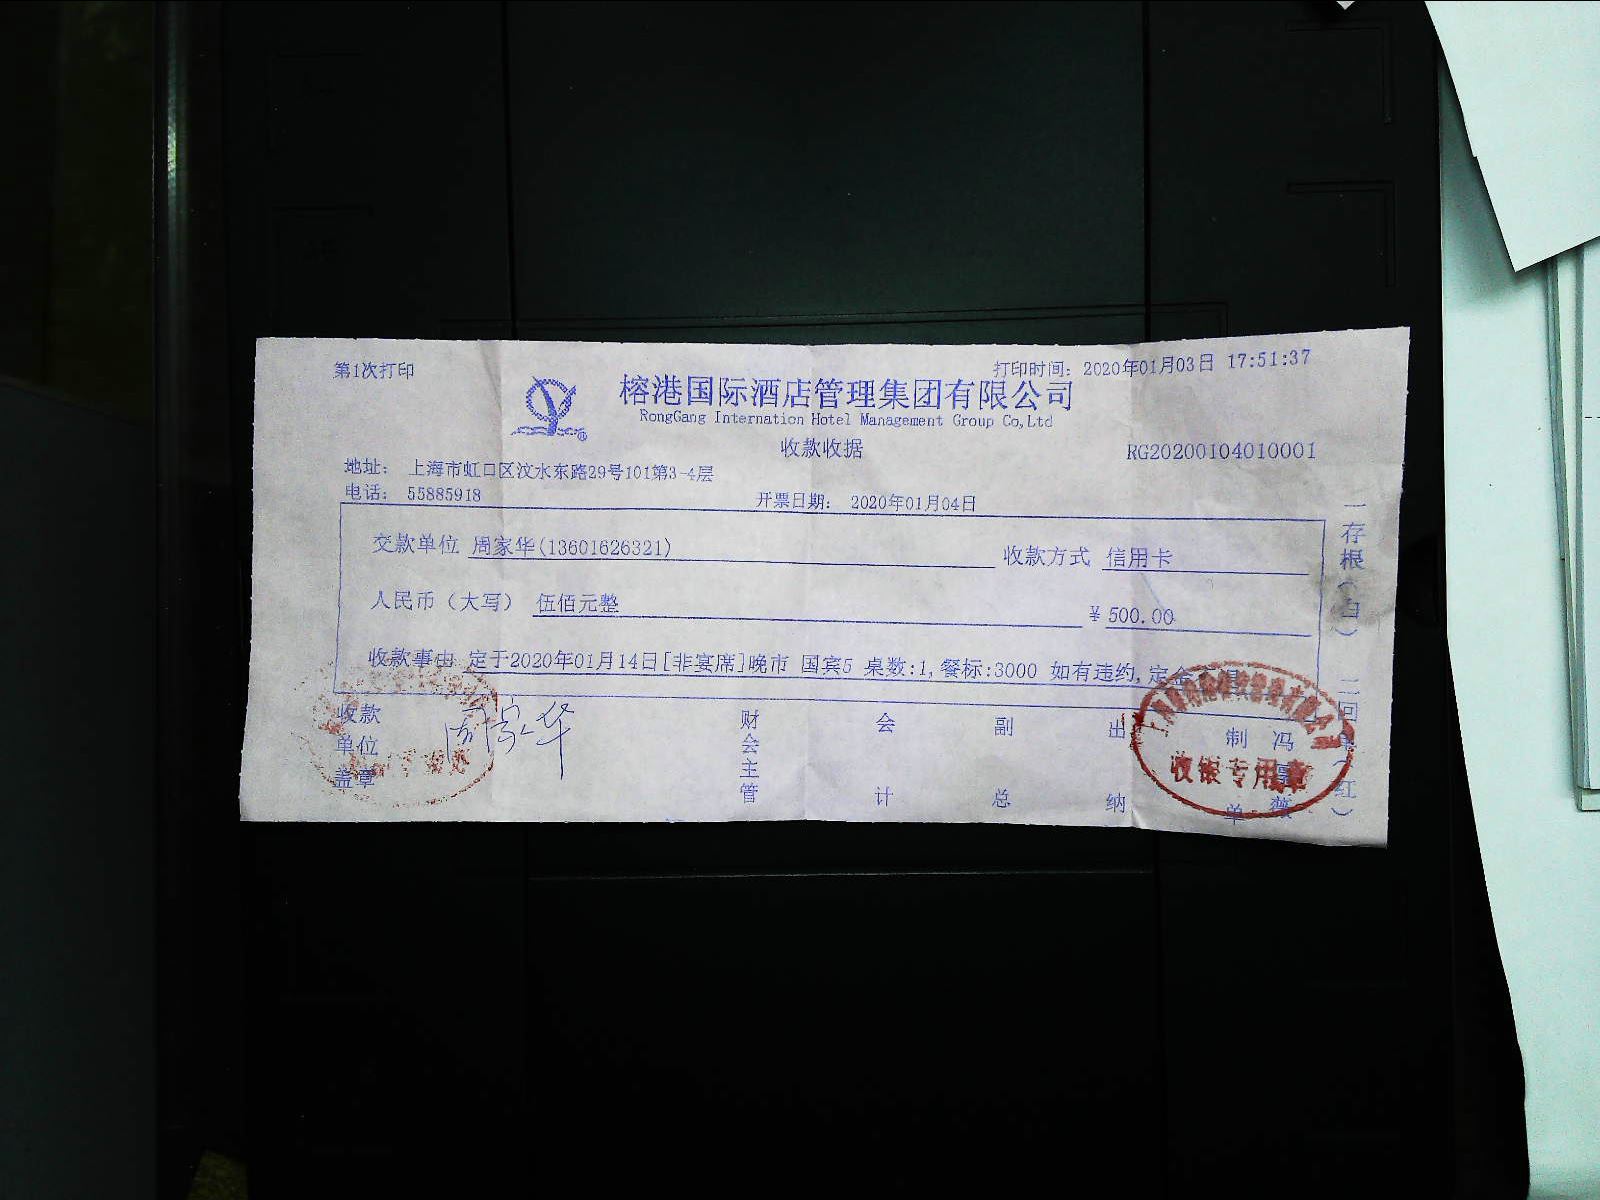 第1次打印
打印时间: 2020年01月03日 17:51:37
榕港国际酒店管理集团有限公司
RongGang Internation Hotel Management Group Co,Ltd
收款收据
RG20200104010001
地址: 上海市虹口区汶水东路29号101第3-4层
电话: 55885918
开票日期: 2020年01月04日
交款单位 周家华(13601626321)
收款方式 信用卡
人民币（大写） 伍佰元整
¥ 500.00
收款事由 定于2020年01月14日[非宴席]晚市 国宾5 桌数:1,餐标:3000 如有违约,定金
收款单位盖章
周家华
财会主管
会计
副总
出纳
制单
冯 薇
收银专用章
一存根(白) 二回 (红)